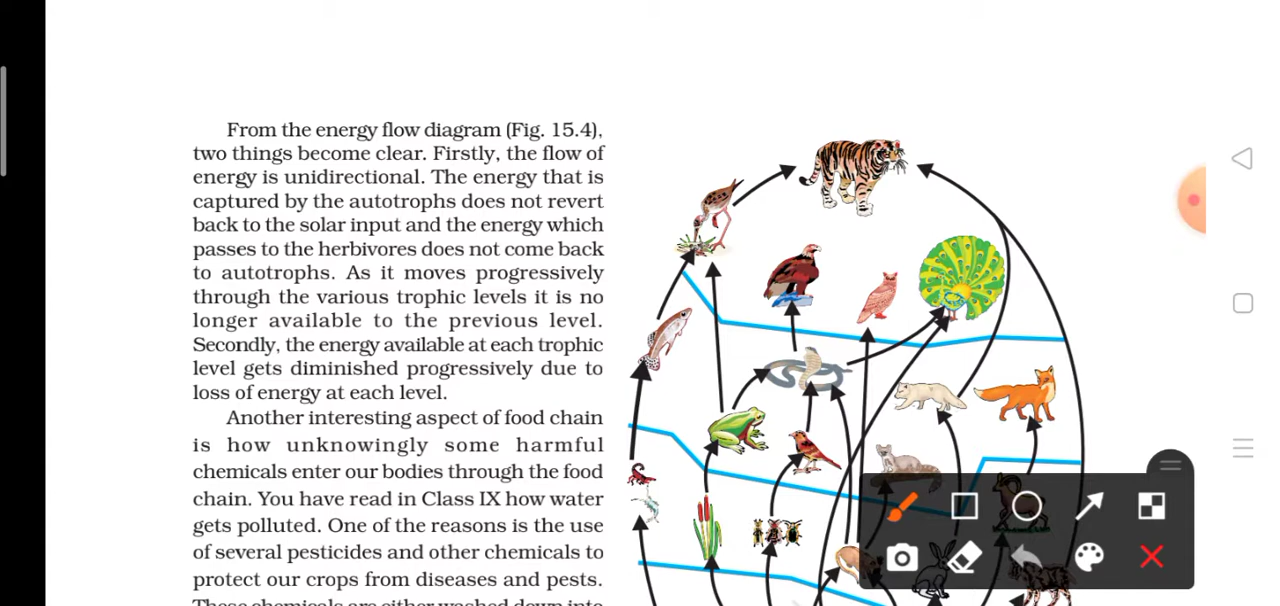 From the energy flow diagram (Fig. 15.4),
two things become clear. Firstly, the flow of
energy is unidirectional. The energy that is
captured by the autotrophs does not revert
back to the solar input and the energy which
passes to the herbivores does not come back
to autotrophs. As it moves progressively
through the various trophic levels it is no
longer available to the previous level.
Secondly, the energy available at each trophic
level gets diminished progressively due to
loss of energy at each level.
Another interesting aspect of food chain
is how unknowingly some harmful
chemicals enter our bodies through the food
chain. You have read in Class IX how water
gets polluted. One of the reasons is the use
of several pesticides and other chemicals to
protect our crops from diseases and pests.
These chemicals are either washed down into